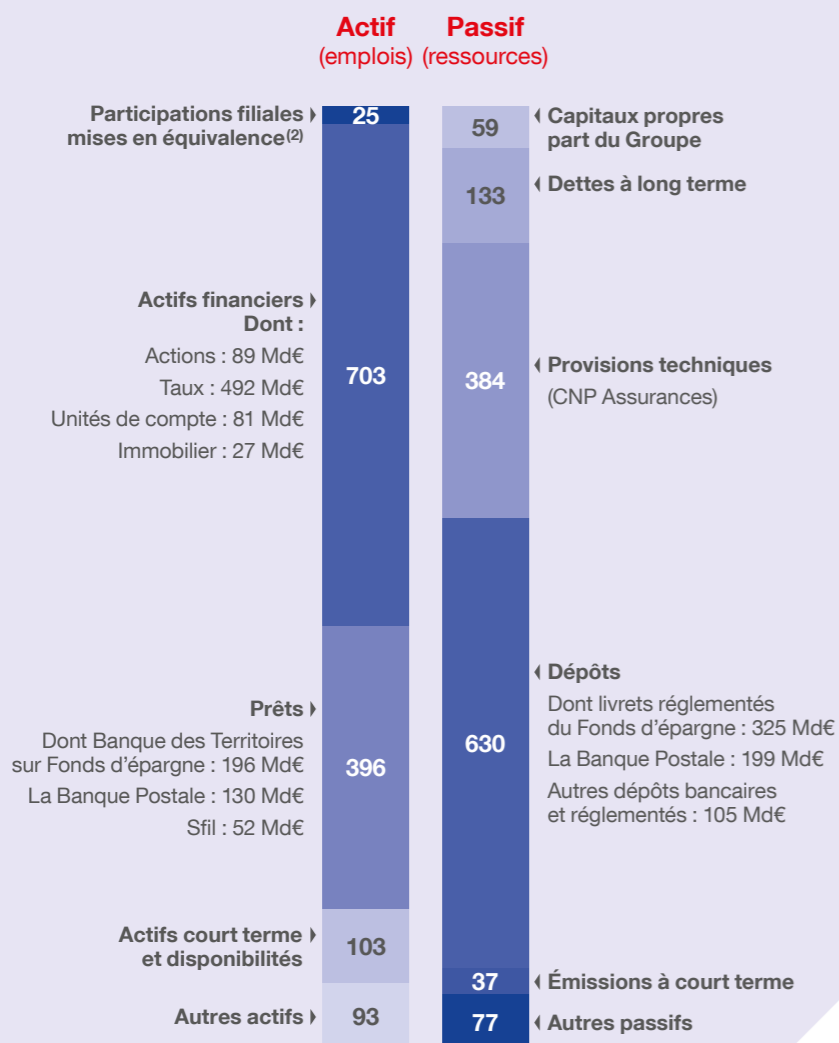 Actif
(emplois)
Passif
(ressources)
Participations filiales
mises en équivalence(2)
25
Actifs financiers
Dont :
Actions : 89 Md€
Taux : 492 Md€
Unités de compte : 81 Md€
Immobilier : 27 Md€
703
Prêts
Dont Banque des Territoires
sur Fonds d'épargne : 196 Md€
La Banque Postale : 130 Md€
Sfil : 52 Md€
396
Actifs court terme
et disponibilités
103
Autres actifs
93
59
Capitaux propres
part du Groupe
133
Dettes à long terme
384
Provisions techniques
(CNP Assurances)
630
Dépôts
Dont livrets réglementés
du Fonds d'épargne : 325 Md€
La Banque Postale : 199 Md€
Autres dépôts bancaires
et réglementés : 105 Md€
37
Émissions à court terme
77
Autres passifs